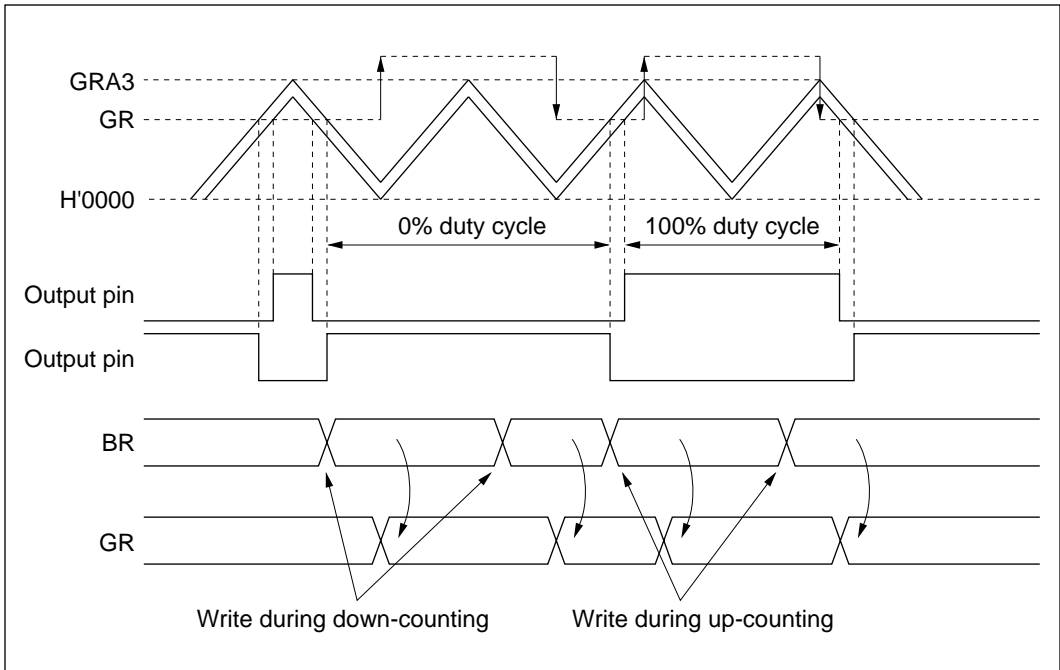 GRA3
GR
H'0000
0% duty cycle
100% duty cycle
Output pin
Output pin
BR
GR
Write during down-counting
Write during up-counting